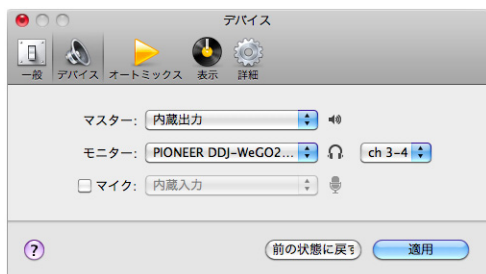 デバイス
一般 デバイス オートミックス 表示 詳細
マスター: 内蔵出力
モニター: PIONEER DDJ-WeGO2... ch 3-4
マイク: 内蔵入力
? 前の状態に戻す 適用